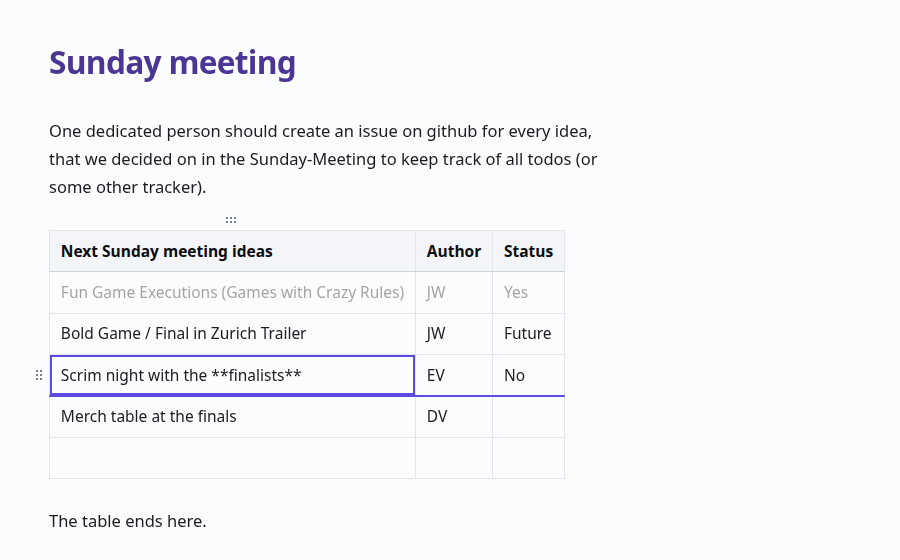 Sunday meeting
One dedicated person should create an issue on github for every idea,
that we decided on in the Sunday-Meeting to keep track of all todos (or
some other tracker).
Next Sunday meeting ideas Author Status
Fun Game Executions (Games with Crazy Rules) JW Yes
Bold Game / Final in Zurich Trailer JW Future
Scrim night with the **finalists** EV No
Merch table at the finals DV
The table ends here.